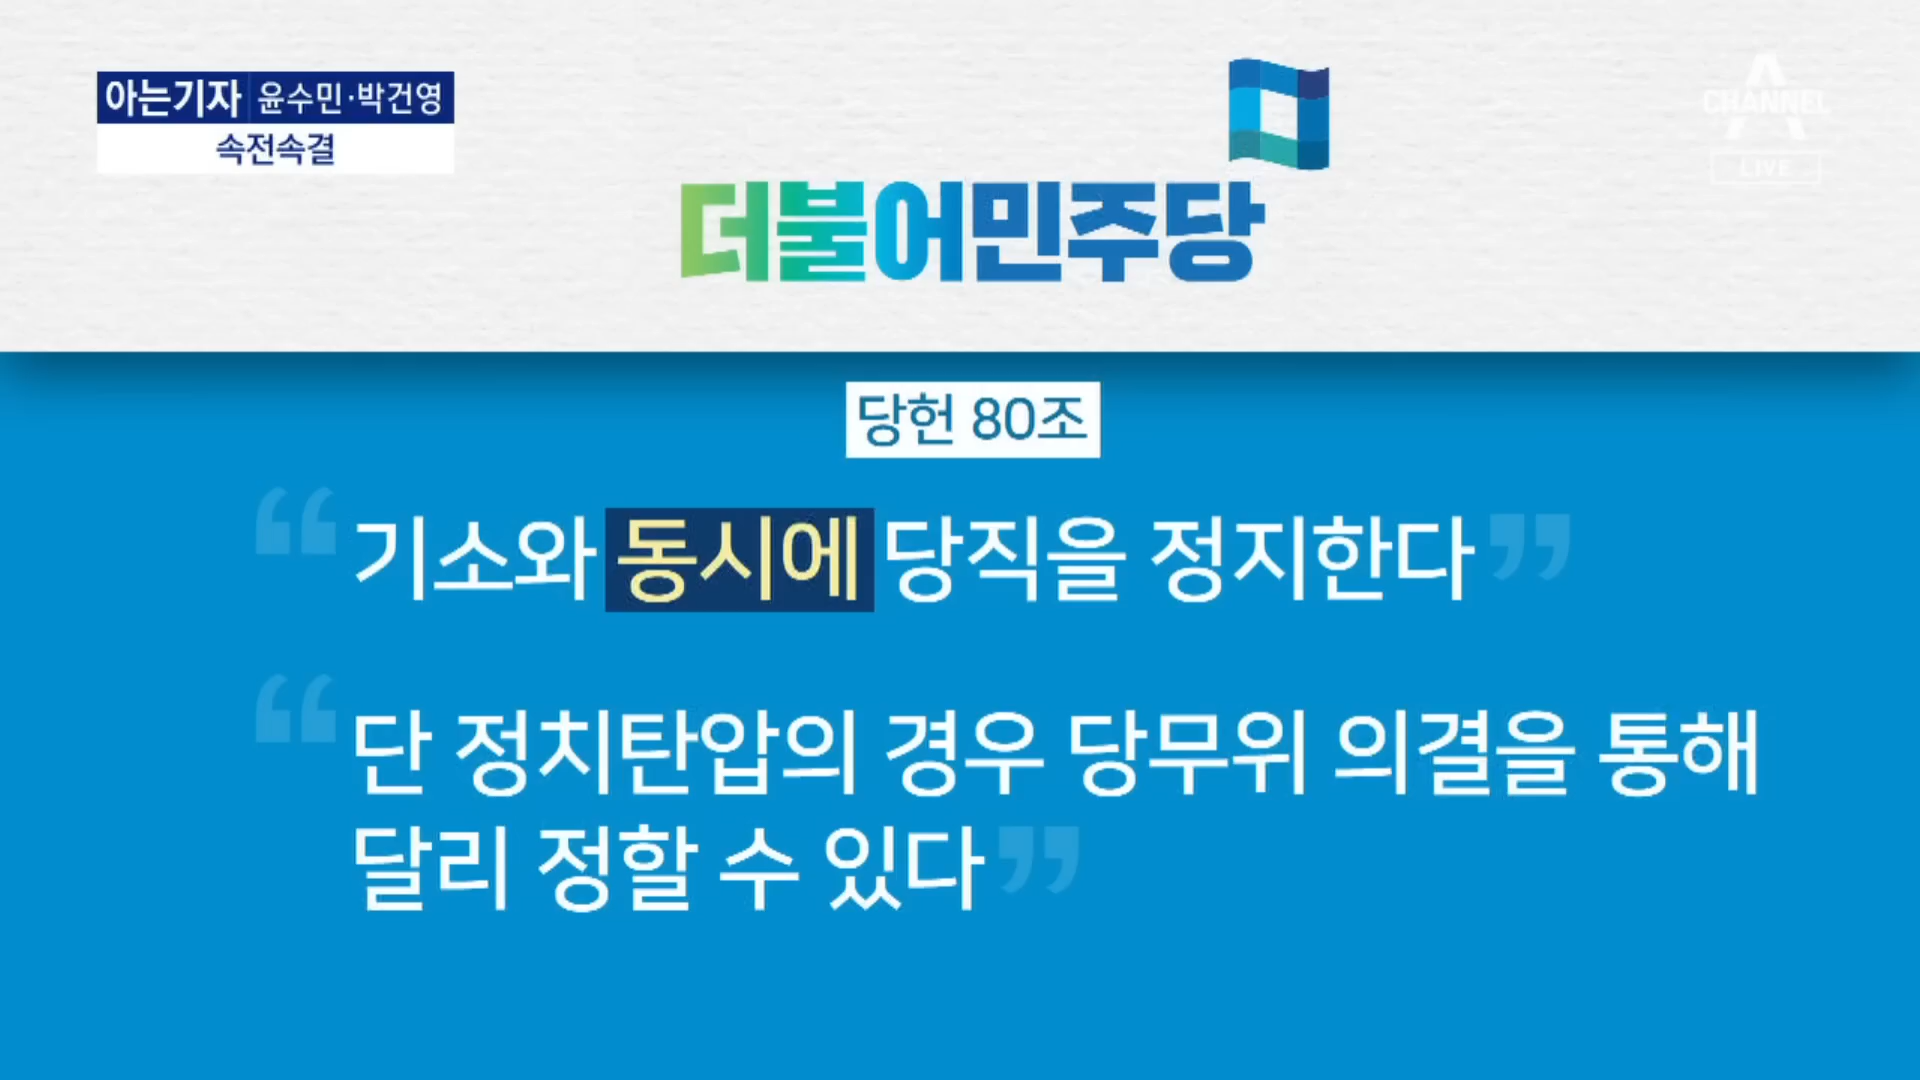 아는기자 윤수민·박건영
속전속결
CHANNEL A
LIVE
더불어민주당
당헌 80조
“기소와 동시에 당직을 정지한다”
“단 정치탄압의 경우 당무위 의결을 통해
달리 정할 수 있다”